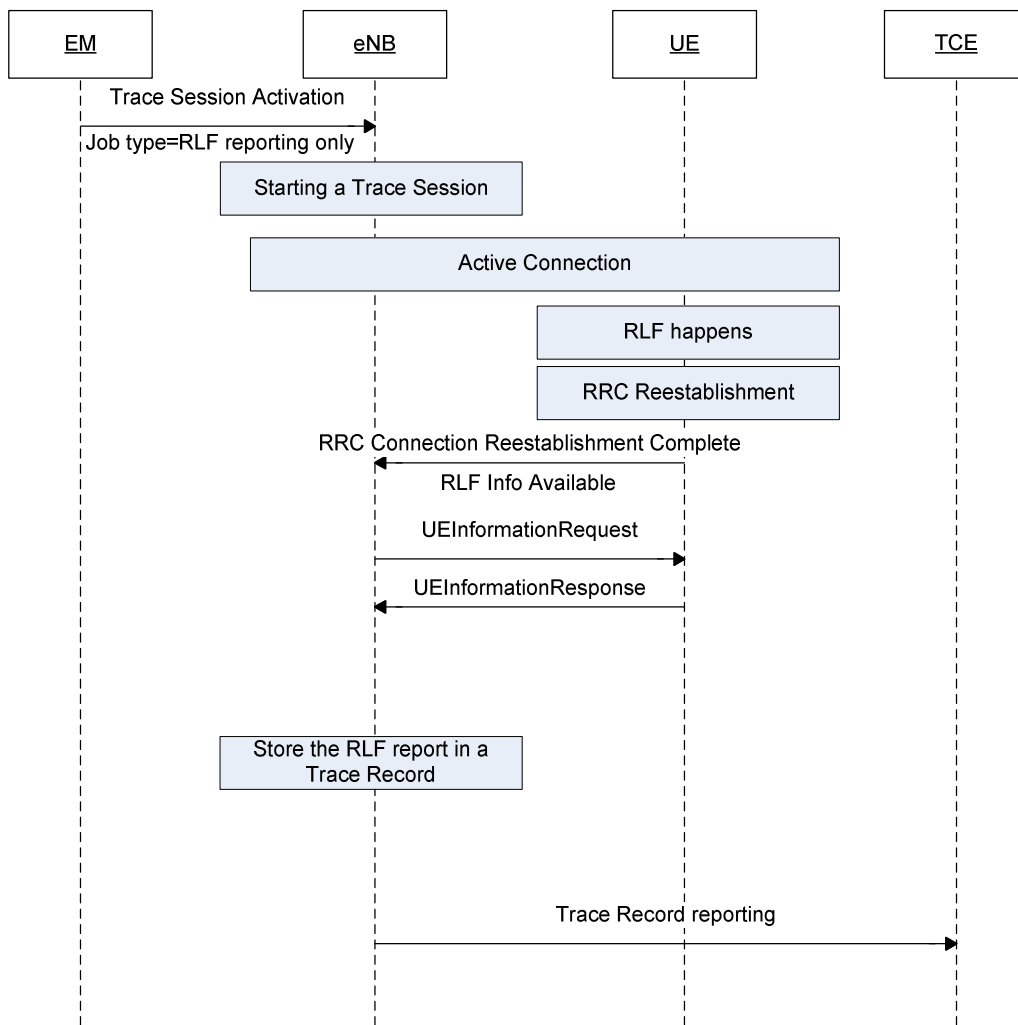 EM
eNB
UE
TCE
Trace Session Activation
Job type=RLF reporting only
Starting a Trace Session
Active Connection
RLF happens
RRC Reestablishment
RRC Connection Reestablishment Complete
RLF Info Available
UEInformationRequest
UEInformationResponse
Store the RLF report in a
Trace Record
Trace Record reporting